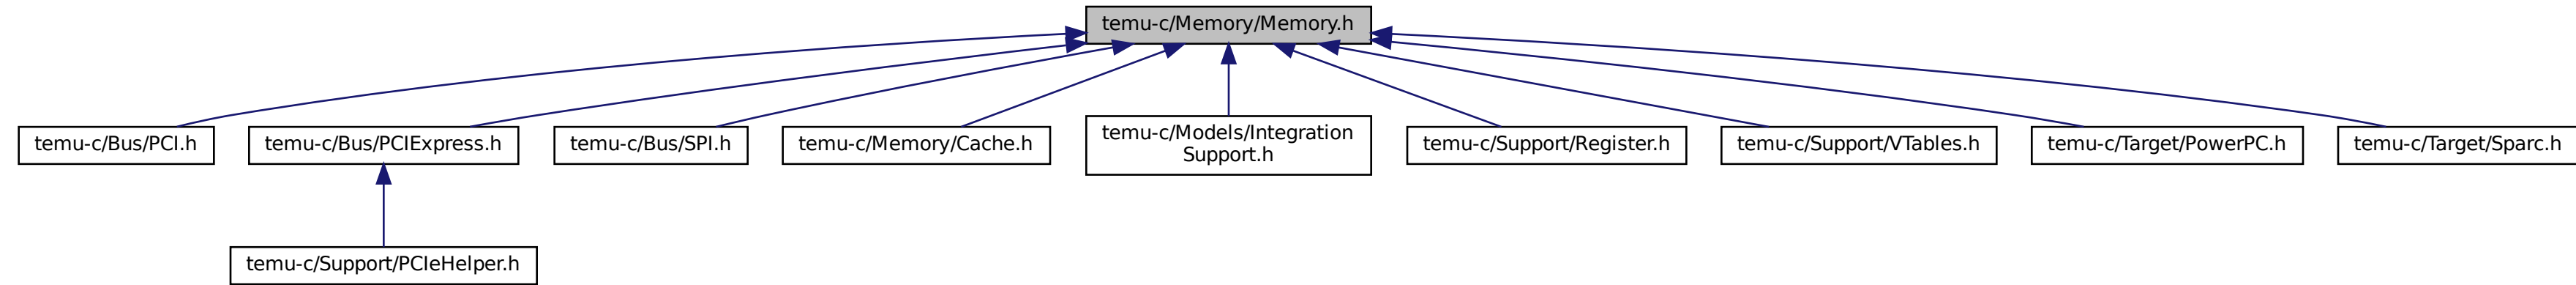 temu-c/Memory/Memory.h
temu-c/Bus/PCI.h
temu-c/Bus/PCIExpress.h
temu-c/Bus/SPI.h
temu-c/Memory/Cache.h
temu-c/Models/Integration
Support.h
temu-c/Support/Register.h
temu-c/Support/VTables.h
temu-c/Target/PowerPC.h
temu-c/Target/Sparc.h
temu-c/Support/PCIeHelper.h